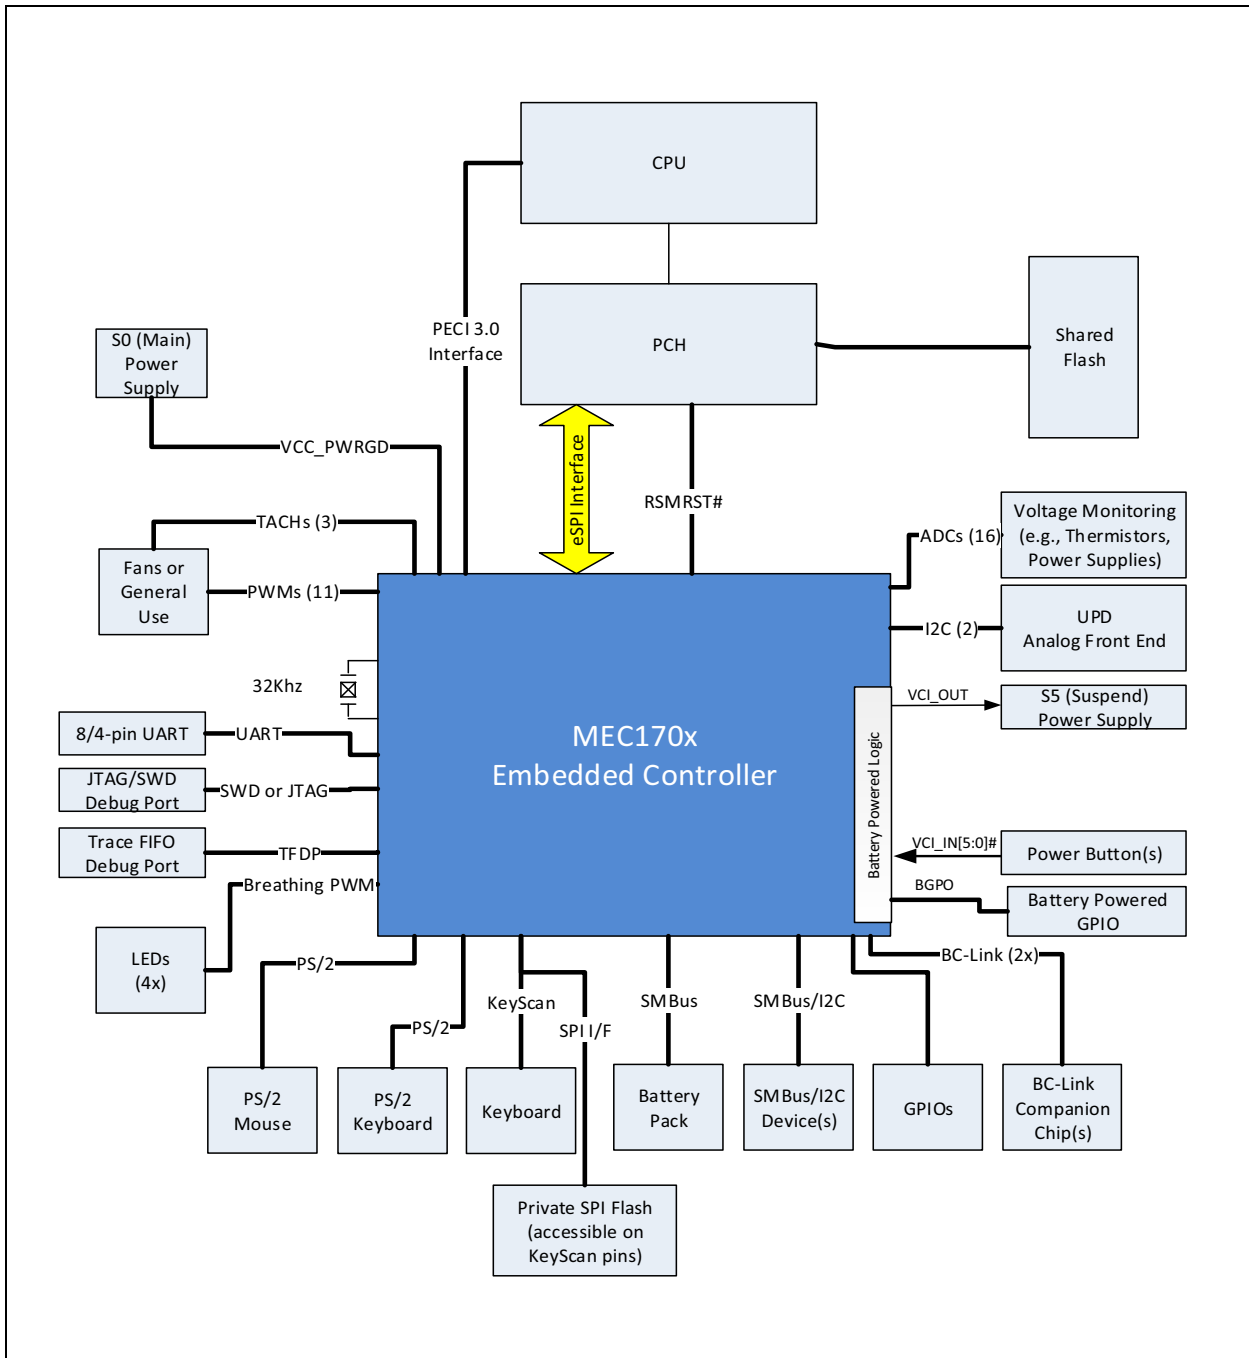 CPU
PECI 3.0
Interface
PCH
Shared
Flash
S0 (Main)
Power
Supply
VCC_PWRGD
eSPI Interface
RSMRST#
TACHs (3)
Fans or
General
Use
PWMs (11)
ADCs (16)
Voltage Monitoring
(e.g., Thermistors,
Power Supplies)
I2C (2)
UPD
Analog Front End
32Khz
VCI_OUT
S5 (Suspend)
Power Supply
8/4-pin UART
UART
MEC170x
Embedded Controller
Battery Powered Logic
JTAG/SWD
Debug Port
SWD or JTAG
Trace FIFO
Debug Port
TFDP
VCI_IN[5:0]#
Power Button(s)
Breathing PWM
BGPO
Battery Powered
GPIO
LEDs
(4x)
PS/2
BC-Link (2x)
PS/2
KeyScan
SPI I/F
SMBus
SMBus/I2C
PS/2
Mouse
PS/2
Keyboard
Keyboard
Battery
Pack
SMBus/I2C
Device(s)
GPIOs
BC-Link
Companion
Chip(s)
Private SPI Flash
(accessible on
KeyScan pins)